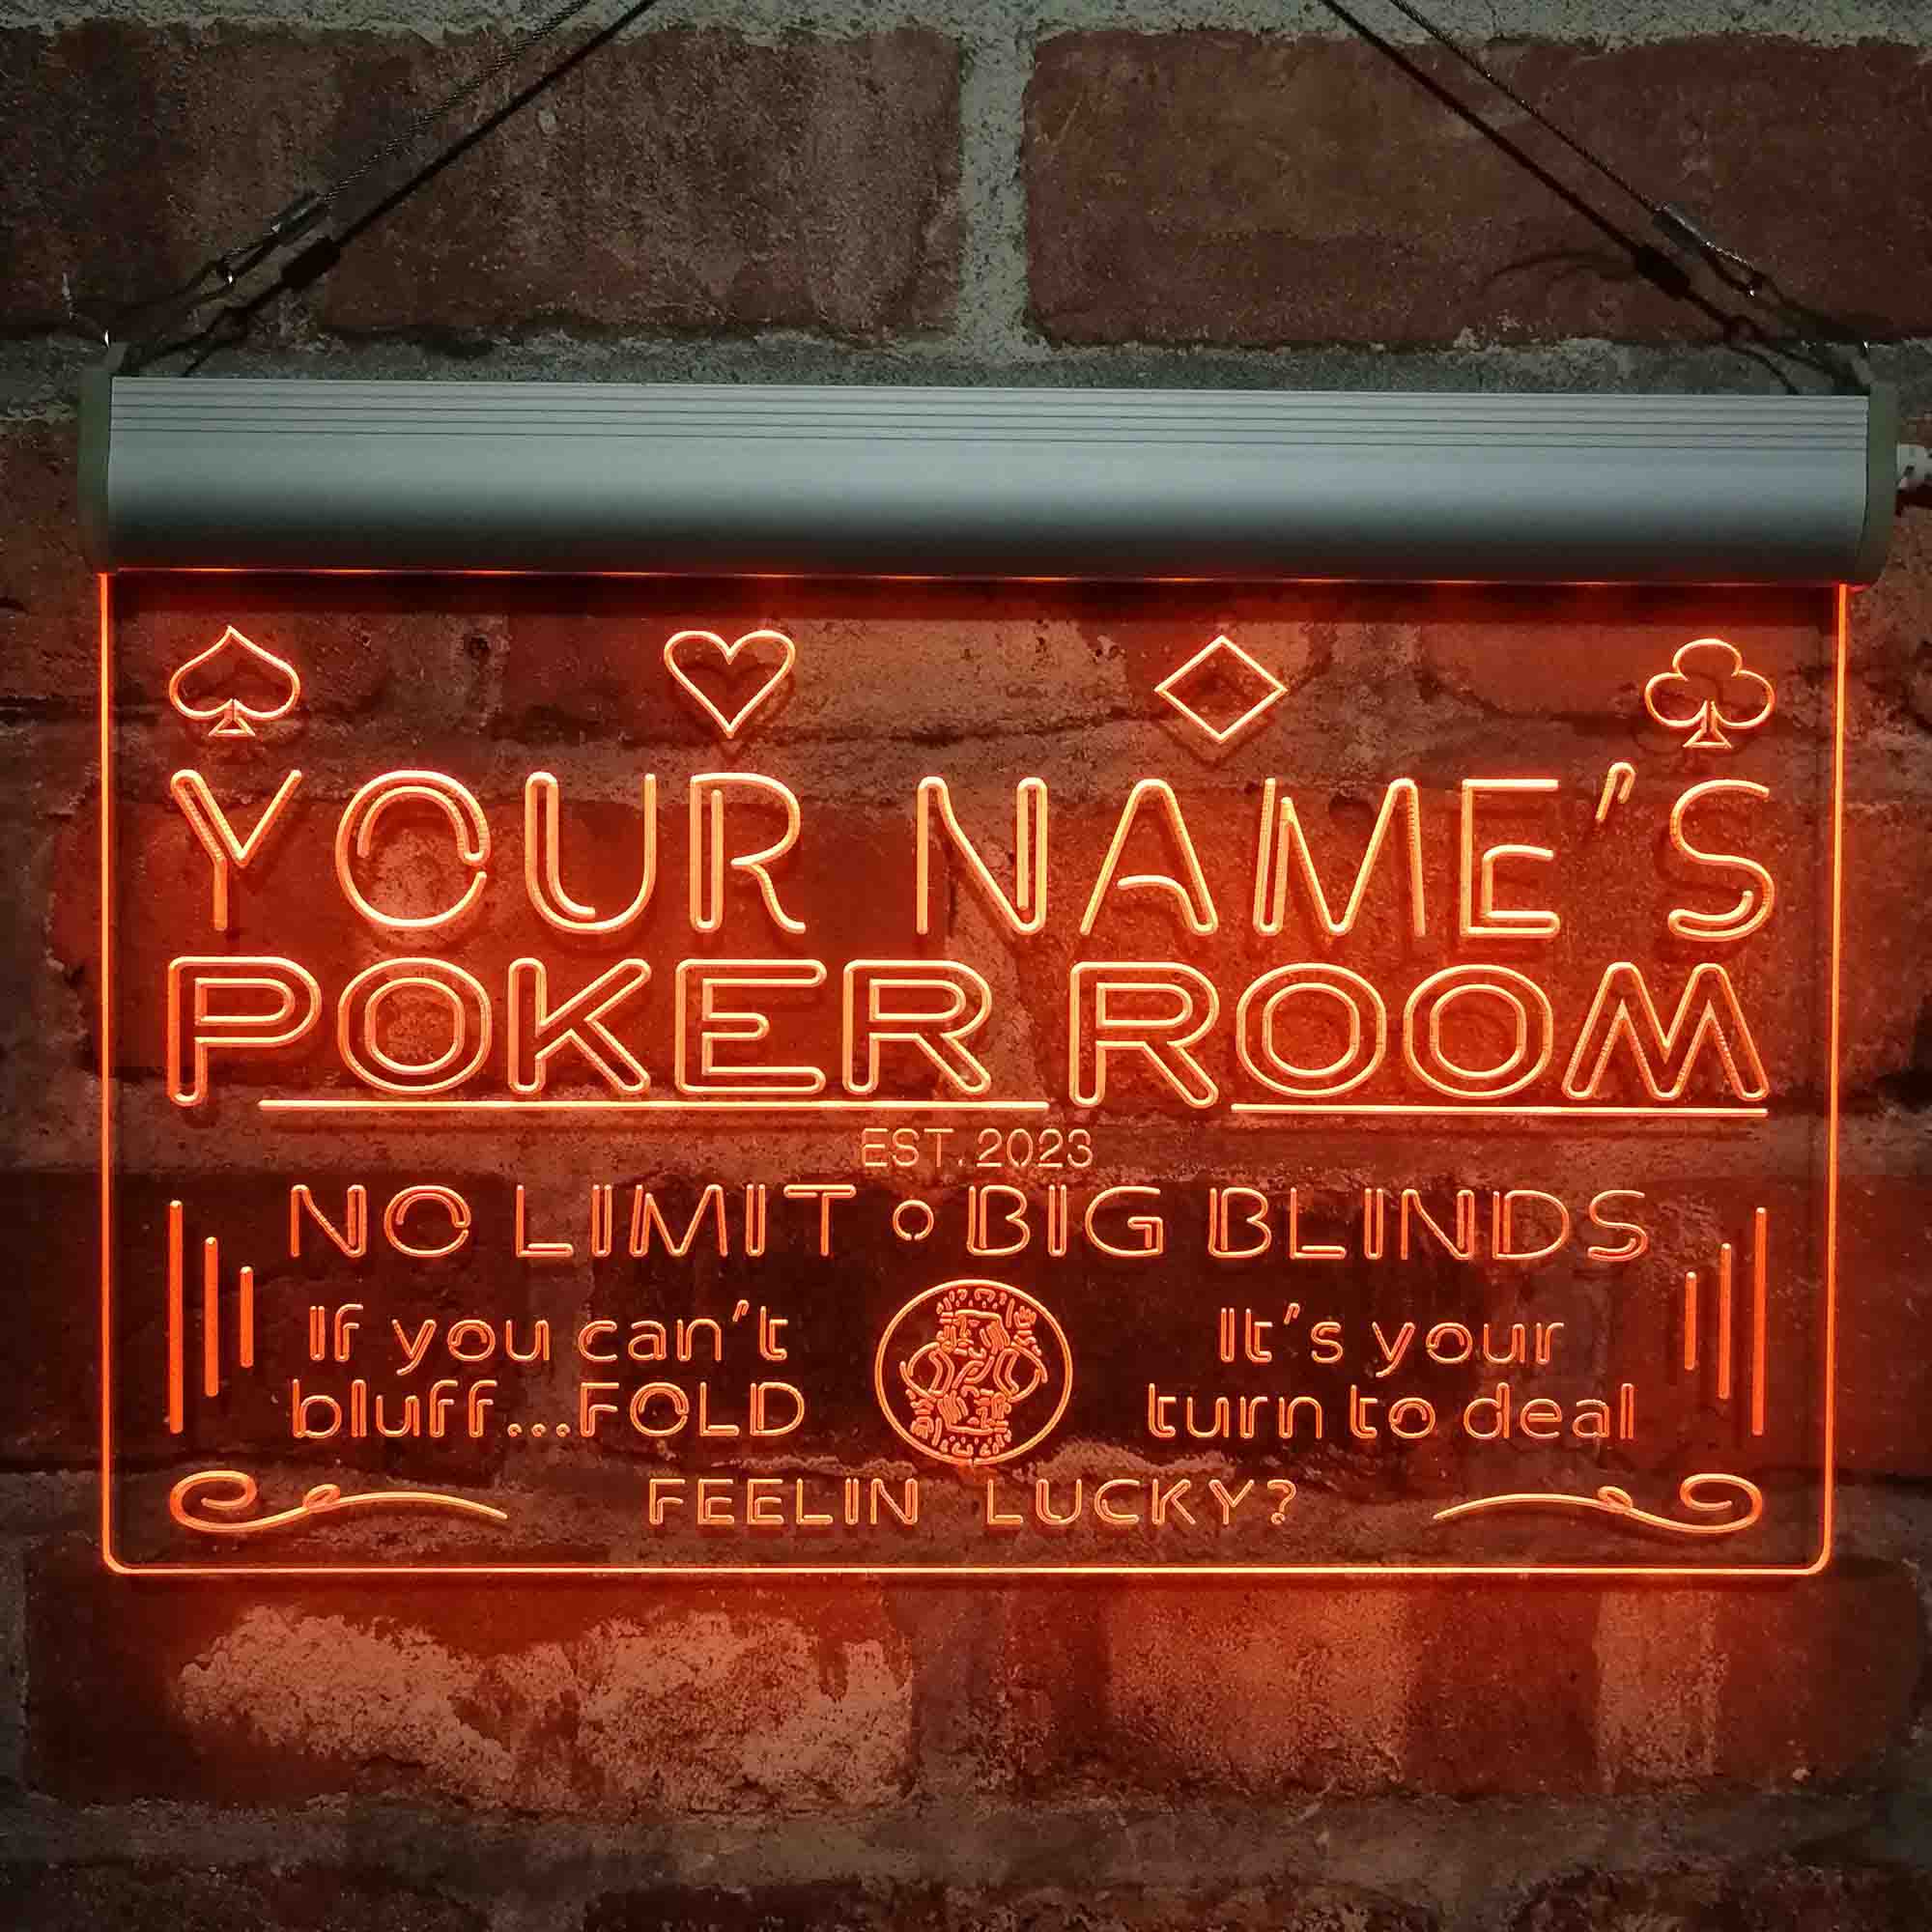 YOUR NAME'S
POKER ROOM
EST. 2023
NO LIMIT ○ BIG BLINDS
If you can't
bluff...FOLD
It's your
turn to deal
FEELIN LUCKY?